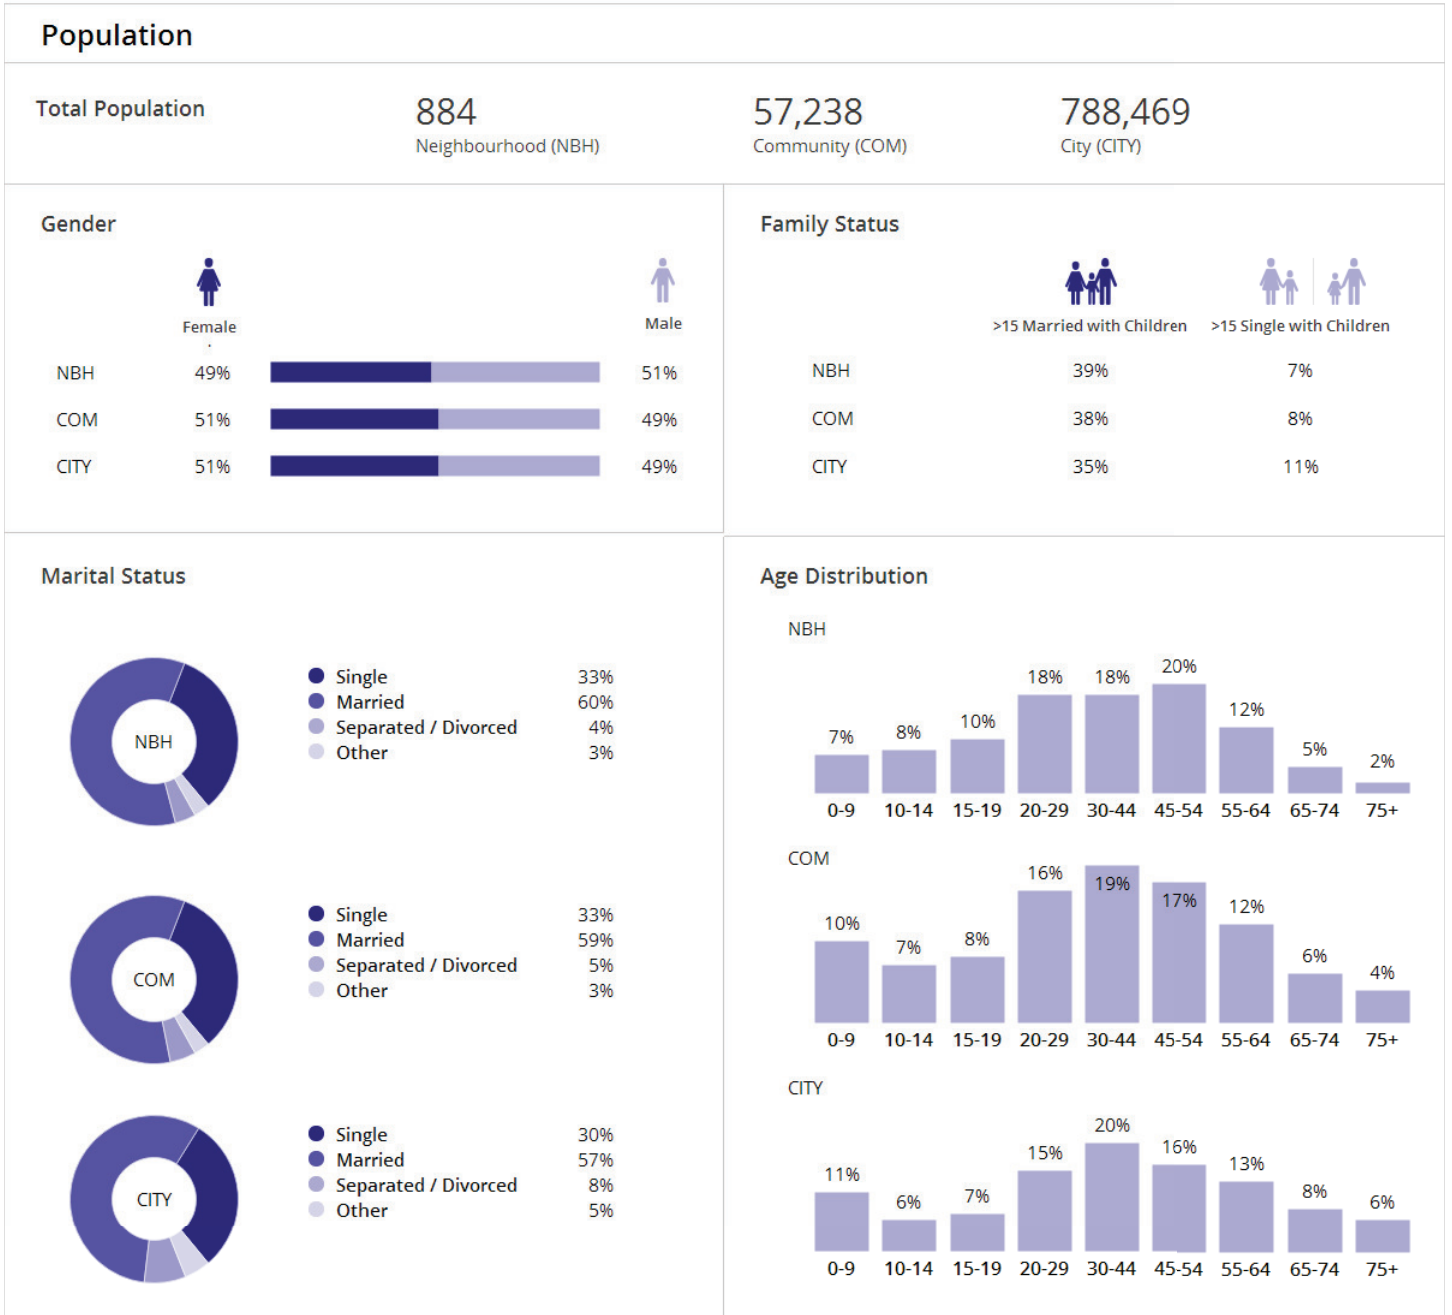 Population
Total Population
884
57,238
788,469
Neighbourhood (NBH)
Community (COM)
City (CITY)
Gender
Female
Male
NBH 49% 51%
COM 51% 49%
CITY 51% 49%
Family Status
>15 Married with Children >15 Single with Children
NBH 39% 7%
COM 38% 8%
CITY 35% 11%
Marital Status
NBH
Single 33%
Married 60%
Separated / Divorced 4%
Other 3%
COM
Single 33%
Married 59%
Separated / Divorced 5%
Other 3%
CITY
Single 30%
Married 57%
Separated / Divorced 8%
Other 5%
Age Distribution
NBH
7% 8% 10% 18% 18% 20% 12% 5% 2%
0-9 10-14 15-19 20-29 30-44 45-54 55-64 65-74 75+
COM
10% 7% 8% 16% 19% 17% 12% 6% 4%
0-9 10-14 15-19 20-29 30-44 45-54 55-64 65-74 75+
CITY
11% 6% 7% 15% 20% 16% 13% 8% 6%
0-9 10-14 15-19 20-29 30-44 45-54 55-64 65-74 75+